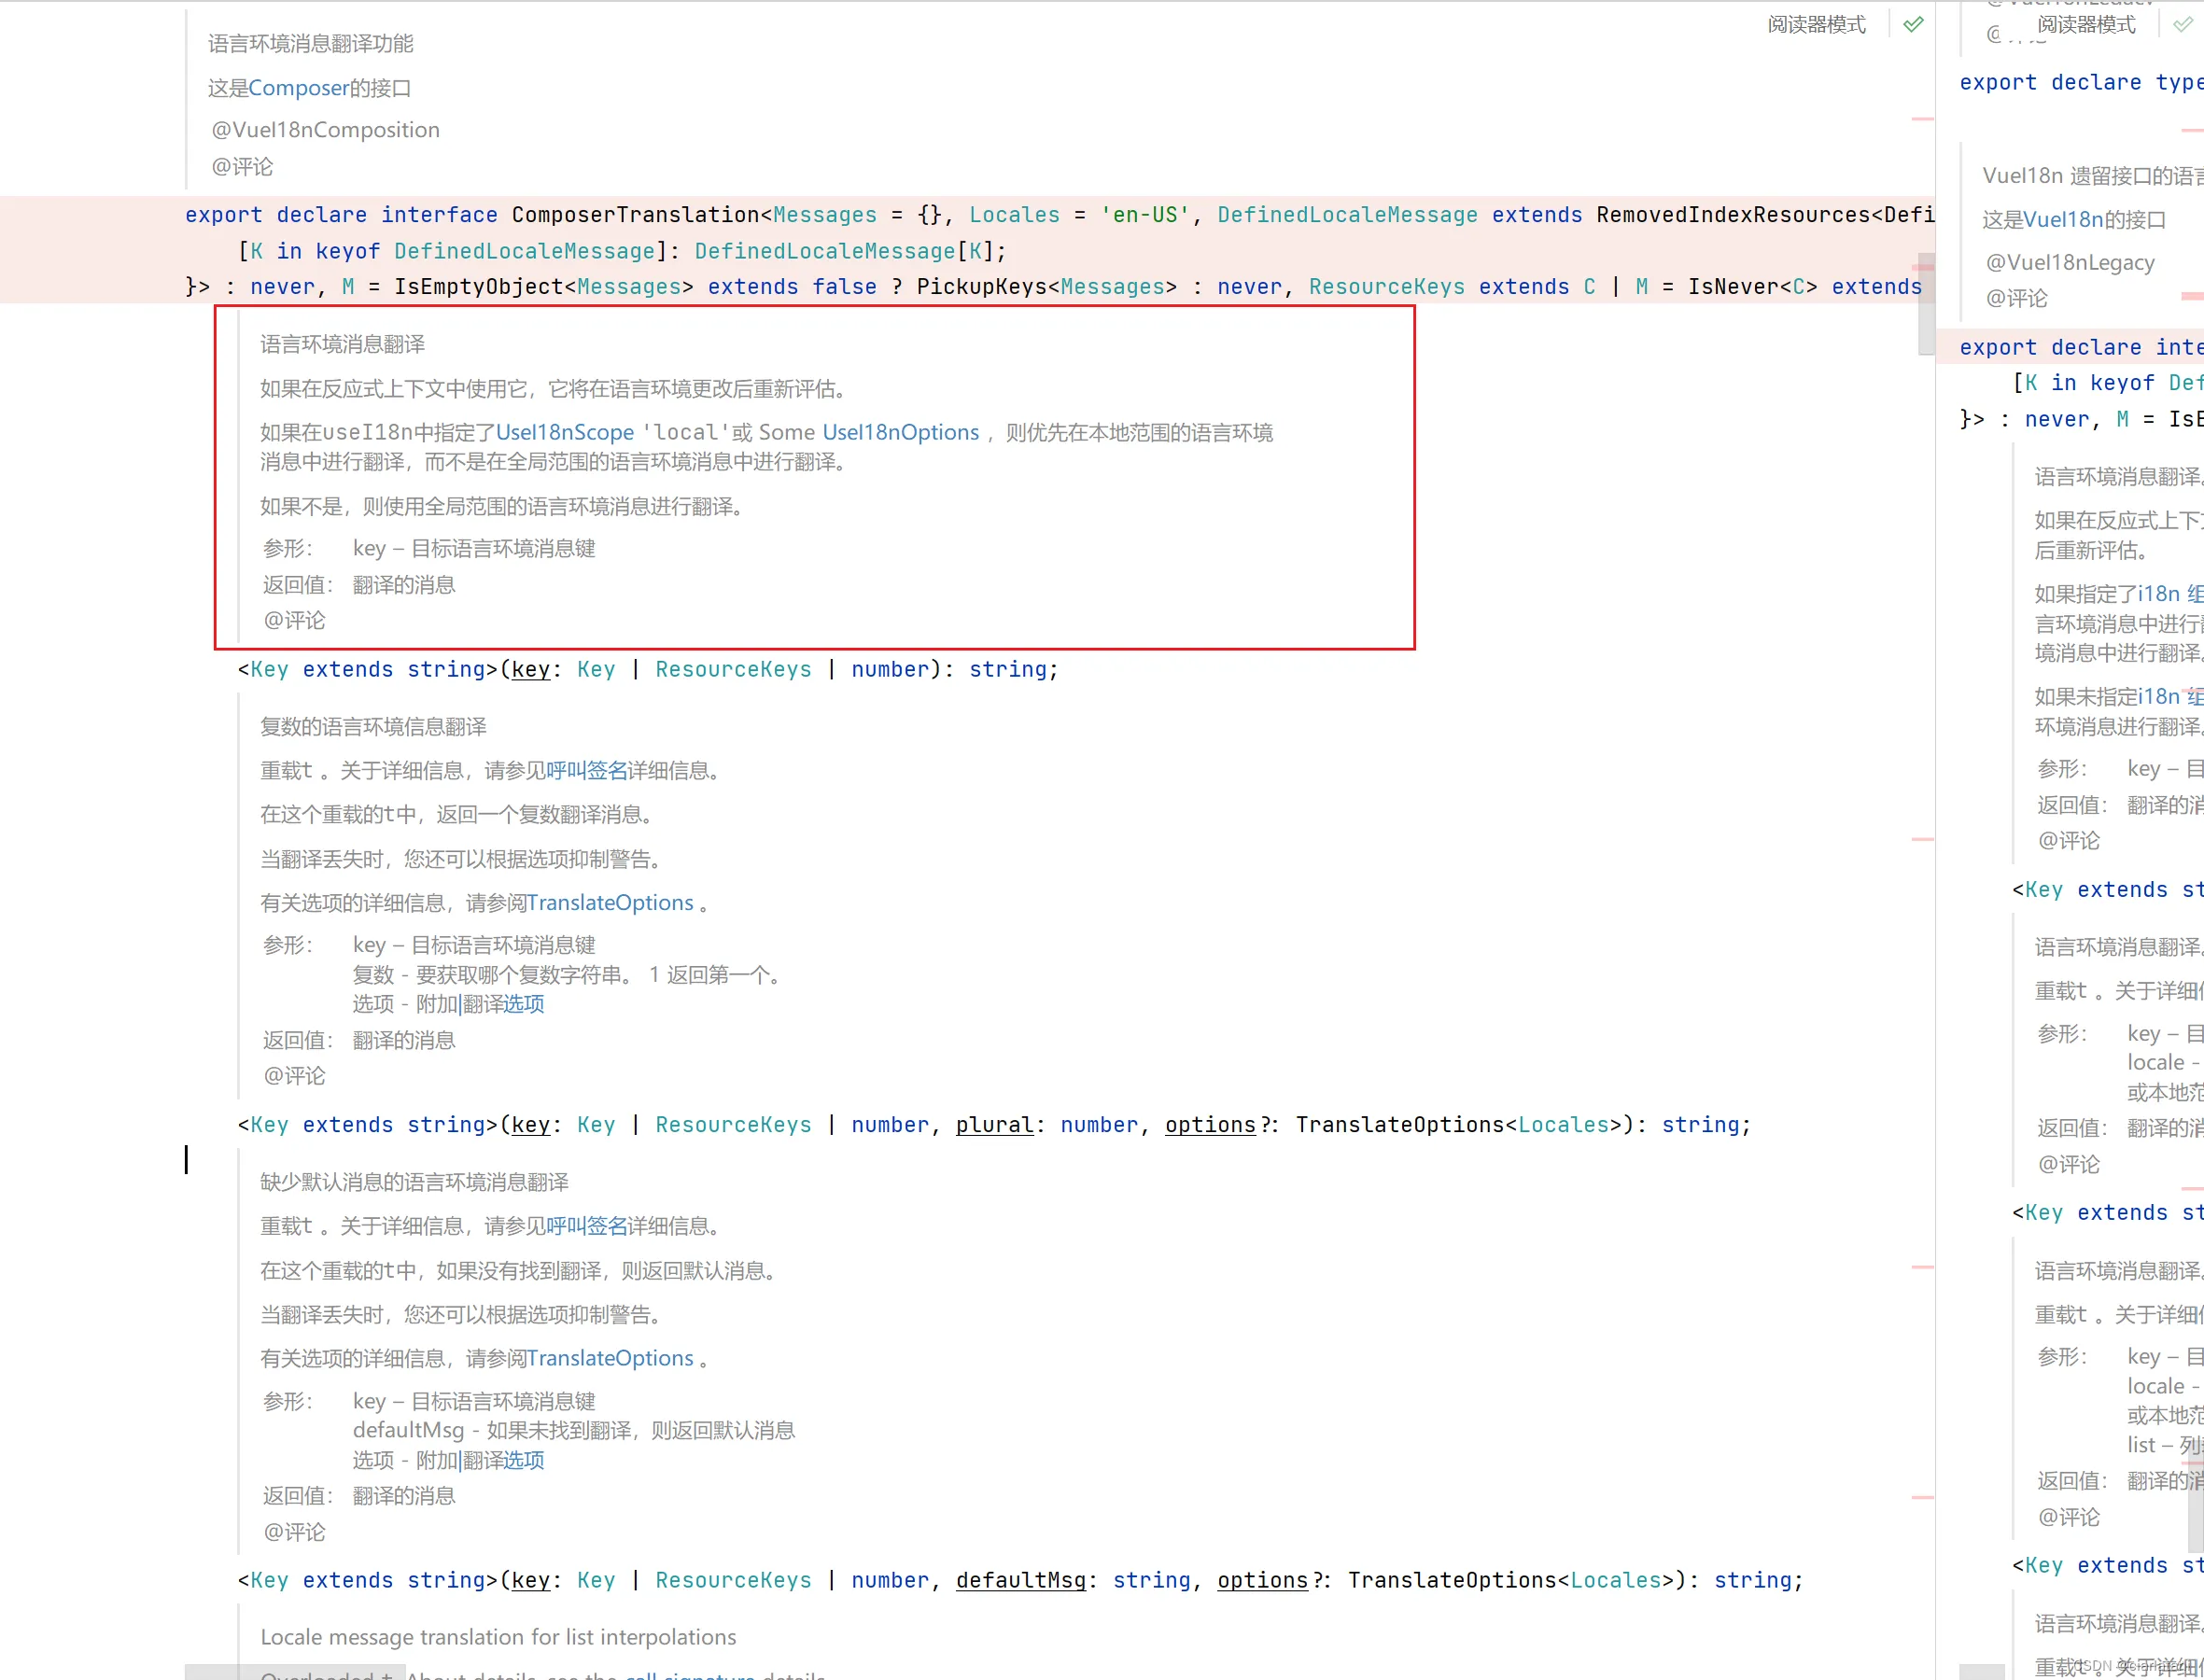 阅读器模式
语言环境消息翻译功能
这是Composer的接口
@VueI18nComposition
@评论
export declare interface ComposerTranslation<Messages = {}, Locales = 'en-US', DefinedLocaleMessage extends RemovedIndexResources<Defi
[K in keyof DefinedLocaleMessage]: DefinedLocaleMessage[K];
}> : never, M = IsEmptyObject<Messages> extends false ? PickupKeys<Messages> : never, ResourceKeys extends C | M = IsNever<C> extends
语言环境消息翻译
如果在反应式上下文中使用它，它将在语言环境更改后重新评估。
如果在useI18n中指定了UseI18nScope 'local'或 Some UseI18nOptions ，则优先在本地范围的语言环境
消息中进行翻译，而不是在全局范围的语言环境消息中进行翻译。
如果不是，则使用全局范围的语言环境消息进行翻译。
参形： key – 目标语言环境消息键
返回值： 翻译的消息
@评论
<Key extends string>(key: Key | ResourceKeys | number): string;
复数的语言环境信息翻译
重载t 。关于详细信息，请参见呼叫签名详细信息。
在这个重载的t中，返回一个复数翻译消息。
当翻译丢失时，您还可以根据选项抑制警告。
有关选项的详细信息，请参阅TranslateOptions 。
参形： key – 目标语言环境消息键
复数 - 要获取哪个复数字符串。 1 返回第一个。
选项 - 附加|翻译选项
返回值： 翻译的消息
@评论
<Key extends string>(key: Key | ResourceKeys | number, plural: number, options?: TranslateOptions<Locales>): string;
缺少默认消息的语言环境消息翻译
重载t 。关于详细信息，请参见呼叫签名详细信息。
在这个重载的t中，如果没有找到翻译，则返回默认消息。
当翻译丢失时，您还可以根据选项抑制警告。
有关选项的详细信息，请参阅TranslateOptions 。
参形： key – 目标语言环境消息键
defaultMsg - 如果未找到翻译，则返回默认消息
选项 - 附加|翻译选项
返回值： 翻译的消息
@评论
<Key extends string>(key: Key | ResourceKeys | number, defaultMsg: string, options?: TranslateOptions<Locales>): string;
Locale message translation for list interpolations
Overloaded t. About details, see the call signature details
阅读器模式
export declare type
VueI18n 遗留接口的语言
这是VueI18n的接口
@VueI18nLegacy
@评论
export declare inte
[K in keyof Def
}> : never, M = IsE
语言环境消息翻译。
如果在反应式上下文
后重新评估。
如果指定了i18n 组
言环境消息中进行翻
境消息中进行翻译。
如果未指定i18n 组
环境消息进行翻译。
参形： key – 目
返回值： 翻译的消
@评论
<Key extends st
语言环境消息翻译。
重载t 。关于详细信
参形： key – 目
locale -
或本地范
返回值： 翻译的消
@评论
<Key extends st
语言环境消息翻译。
重载t 。关于详细信
参形： key – 目
locale -
或本地范
list – 列
返回值： 翻译的消
@评论
<Key extends st
语言环境消息翻译。
重载t 。关于详细信